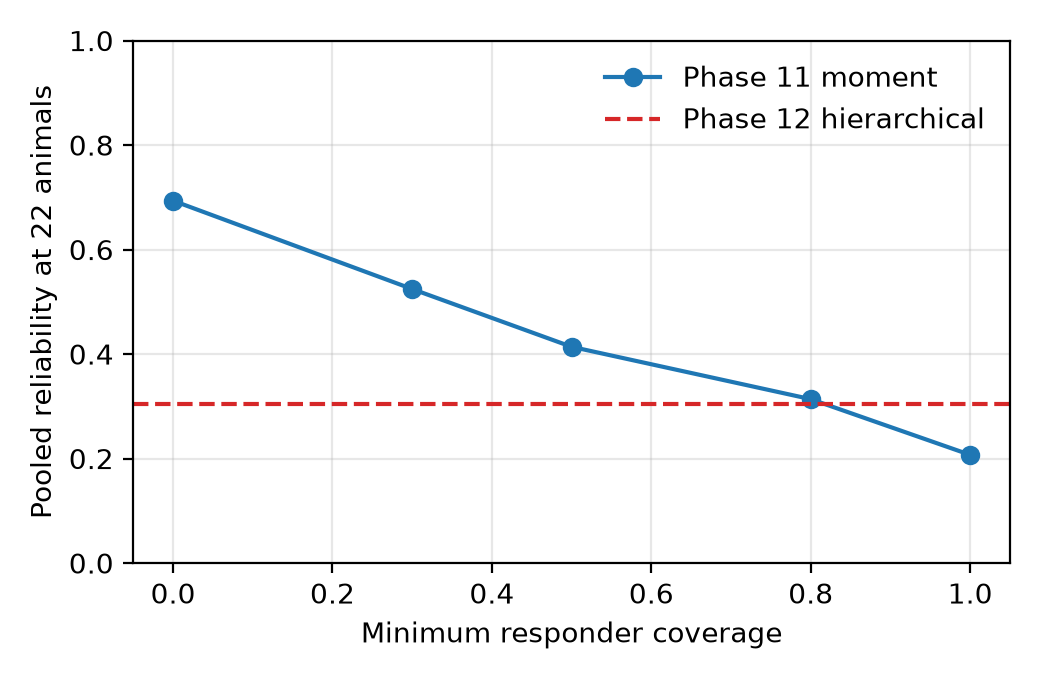 Pooled reliability at 22 animals
1.0
0.8
0.6
0.4
0.2
0.0
Phase 11 moment
Phase 12 hierarchical
0.0 0.2 0.4 0.6 0.8 1.0
Minimum responder coverage